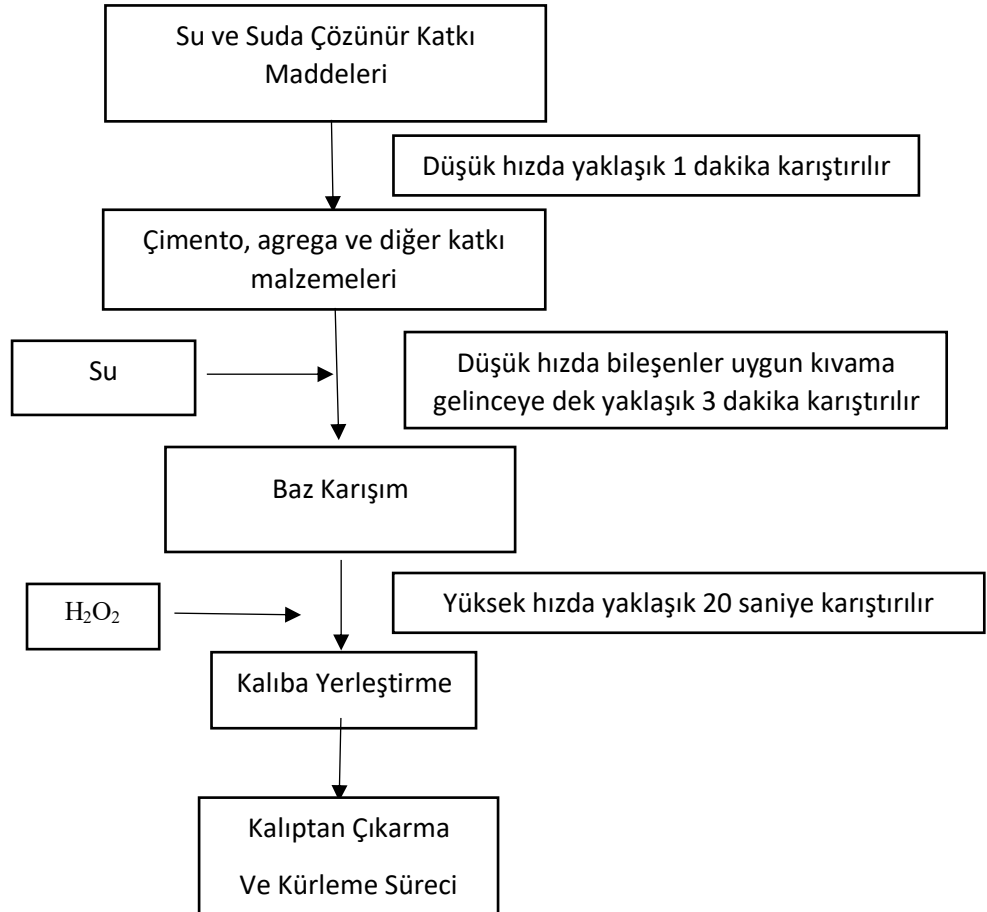 Su ve Suda Çözünür Katkı
Maddeleri
Düşük hızda yaklaşık 1 dakika karıştırılır
Çimento, agrega ve diğer katkı
malzemeleri
Su
Düşük hızda bileşenler uygun kıvama
gelinceye dek yaklaşık 3 dakika karıştırılır
Baz Karışım
H₂O₂
Yüksek hızda yaklaşık 20 saniye karıştırılır
Kalıba Yerleştirme
Kalıptan Çıkarma
Ve Kürleme Süreci